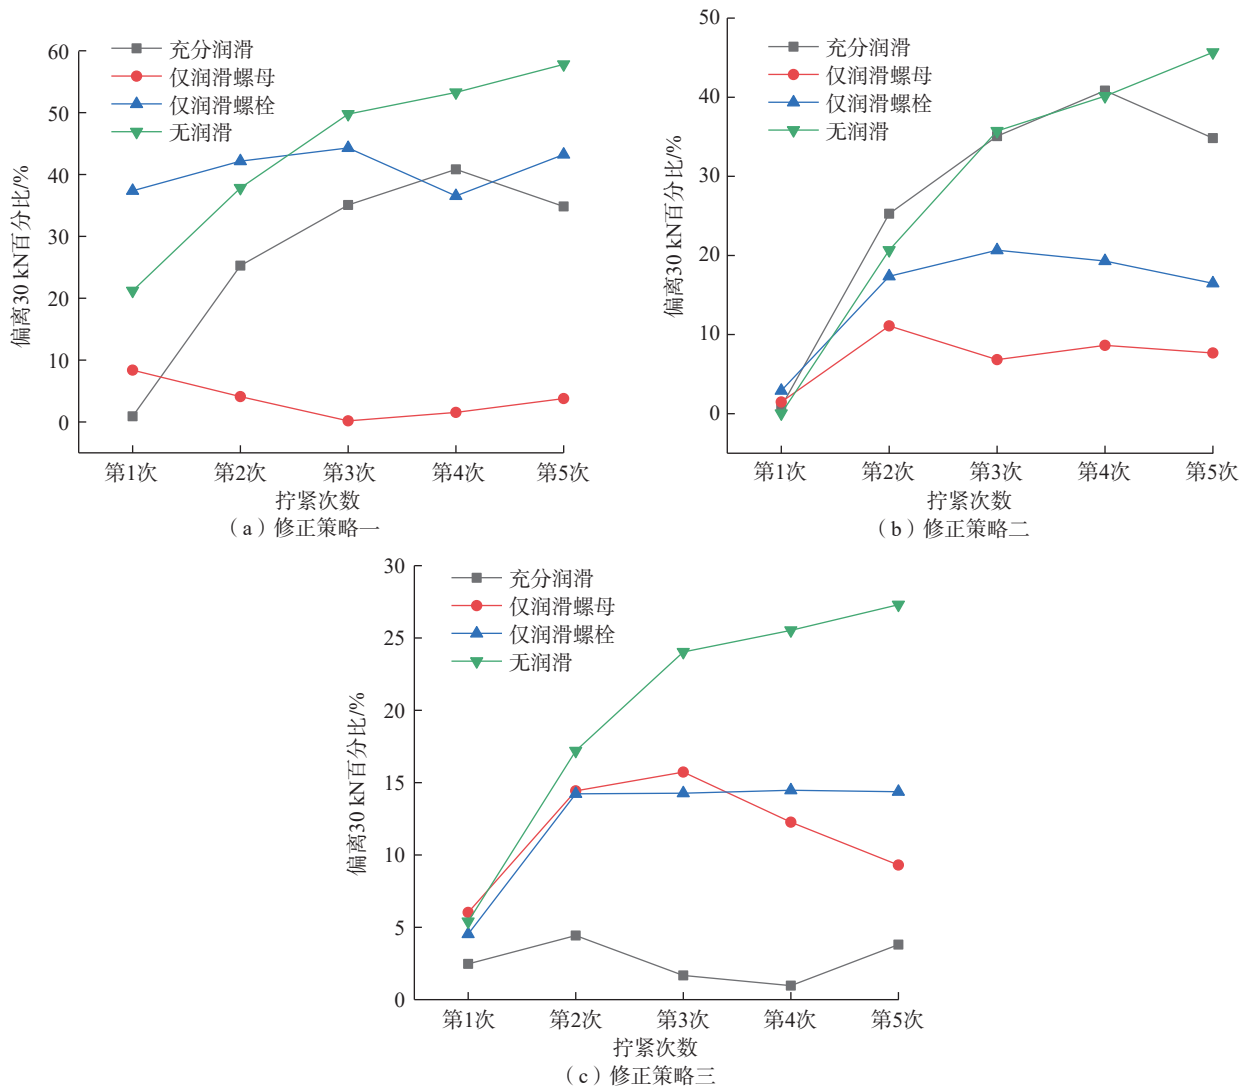 充分润滑
仅润滑螺母
仅润滑螺栓
无润滑
60
50
40
30
20
10
0
偏离30 kN百分比/%
第1次 第2次 第3次 第4次 第5次
拧紧次数
（a）修正策略一
充分润滑
仅润滑螺母
仅润滑螺栓
无润滑
50
40
30
20
10
0
偏离30 kN百分比/%
第1次 第2次 第3次 第4次 第5次
拧紧次数
（b）修正策略二
充分润滑
仅润滑螺母
仅润滑螺栓
无润滑
30
25
20
15
10
5
0
偏离30 kN百分比/%
第1次 第2次 第3次 第4次 第5次
拧紧次数
（c）修正策略三